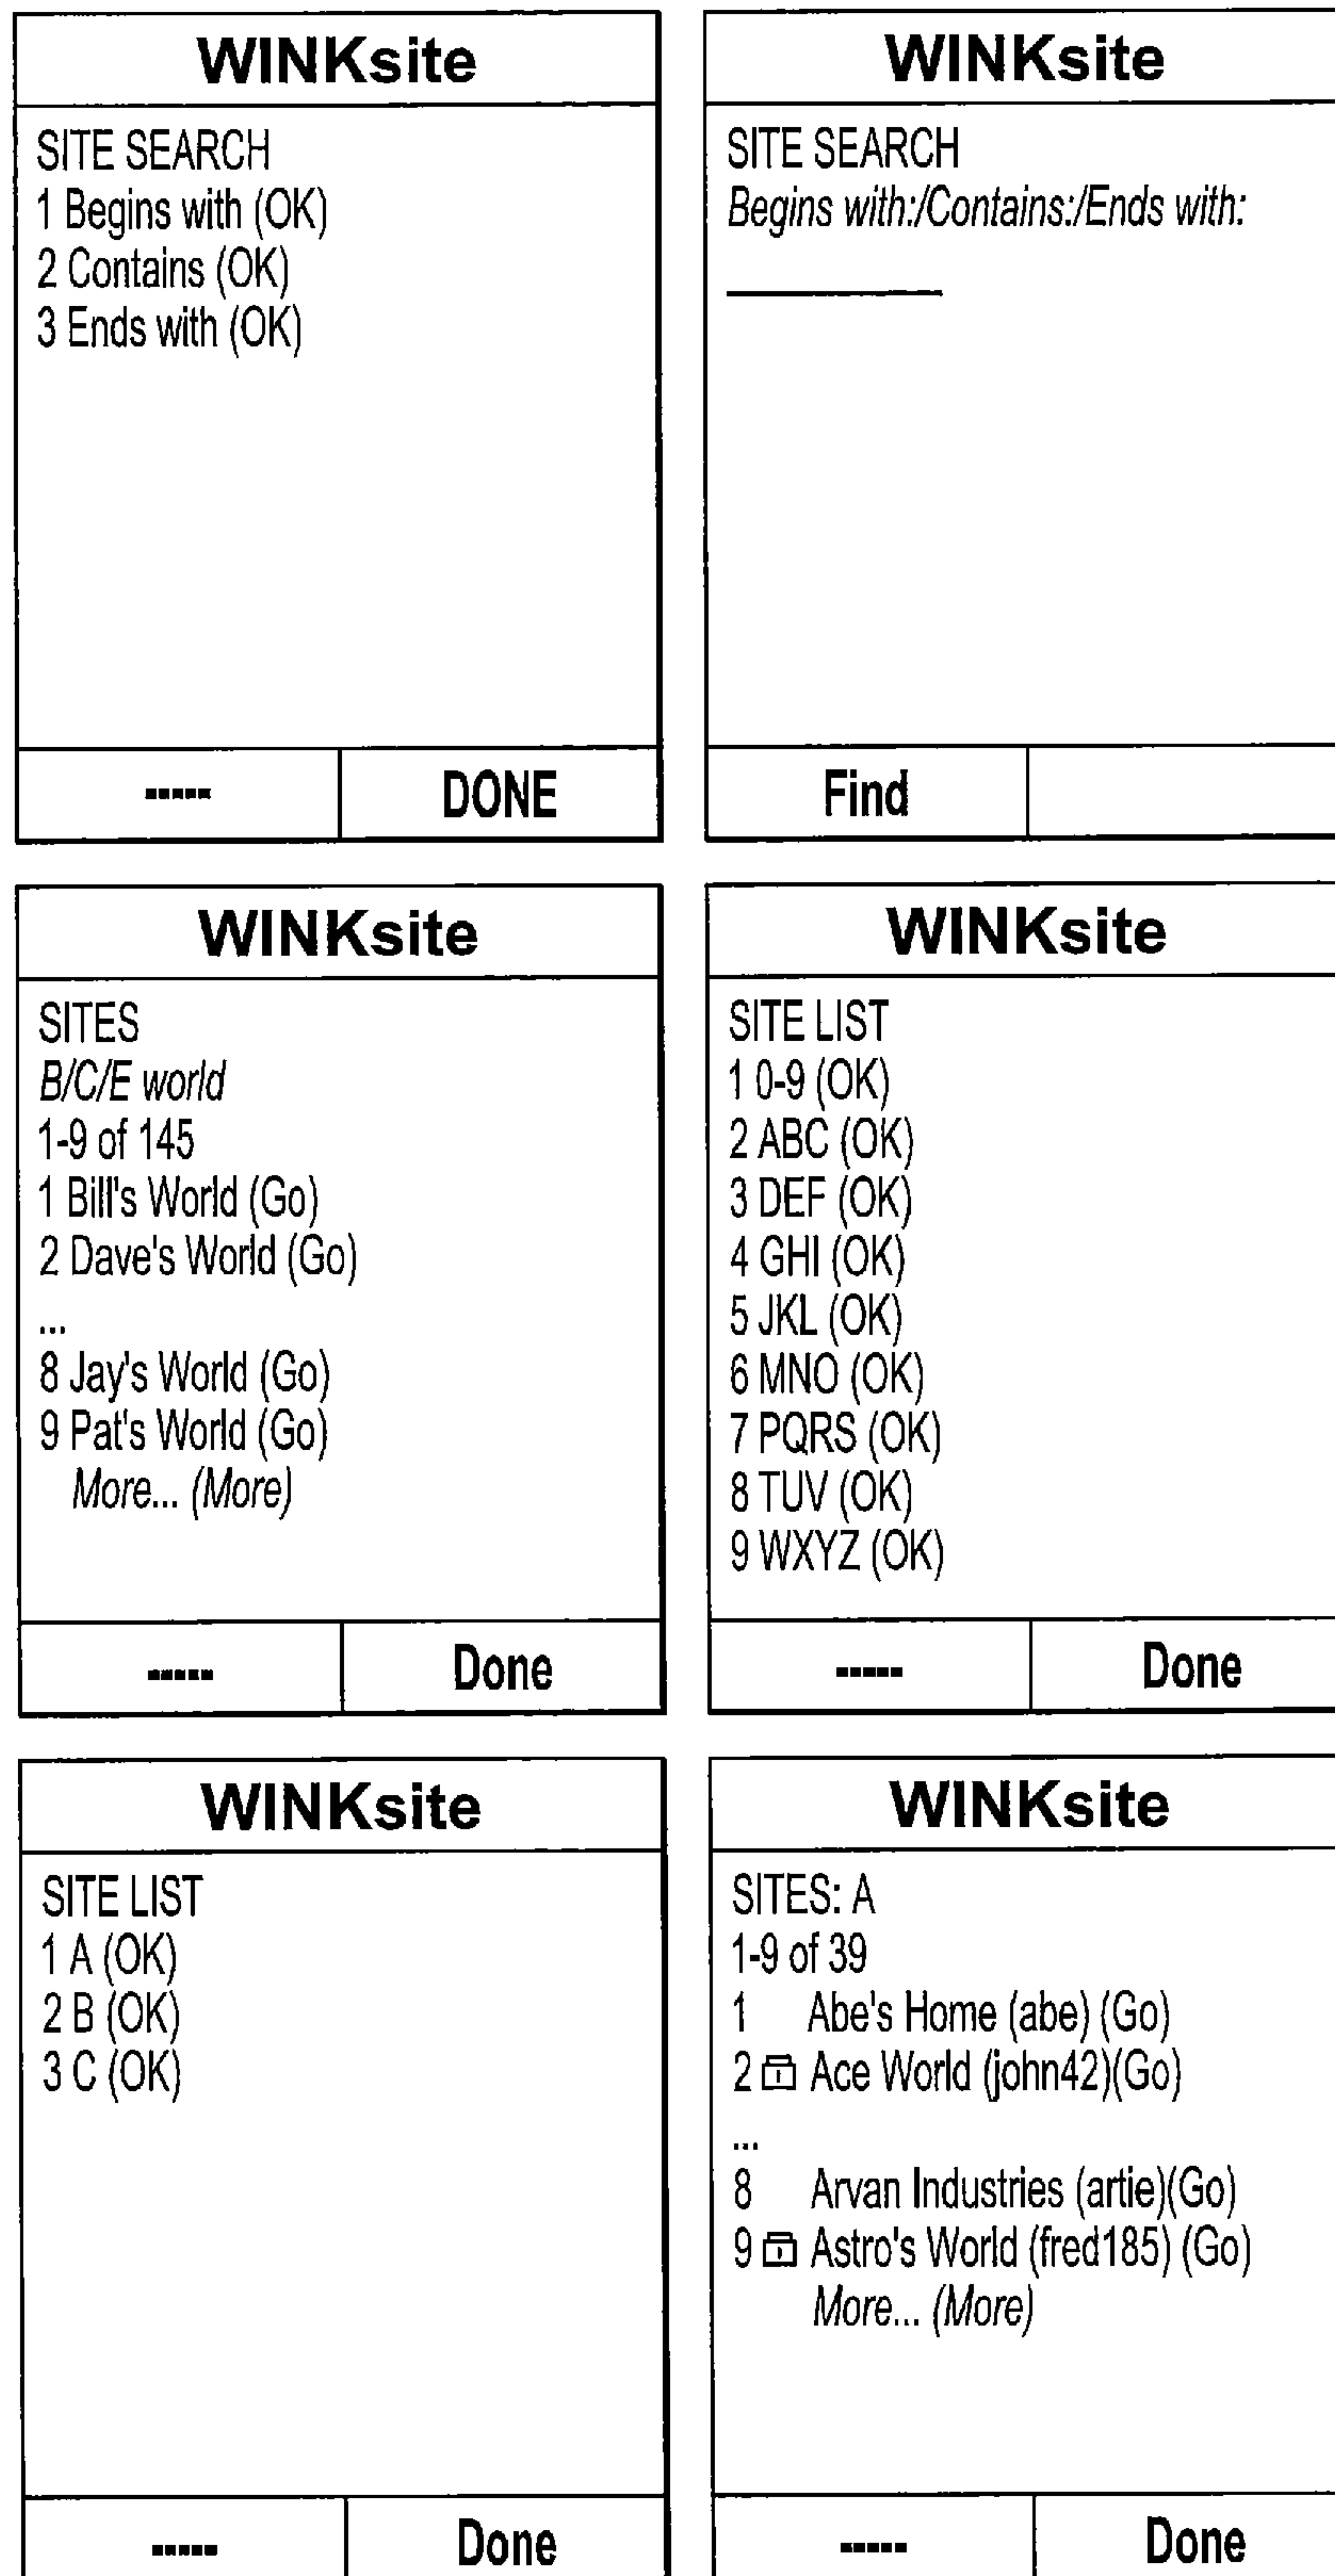 WINKsite
SITE SEARCH
1 Begins with (OK)
2 Contains (OK)
3 Ends with (OK)
----- DONE
WINKsite
SITE SEARCH
Begins with:/Contains:/Ends with:
Find
WINKsite
SITES
B/C/E world
1-9 of 145
1 Bill's World (Go)
2 Dave's World (Go)
...
8 Jay's World (Go)
9 Pat's World (Go)
More... (More)
----- Done
WINKsite
SITE LIST
1 0-9 (OK)
2 ABC (OK)
3 DEF (OK)
4 GHI (OK)
5 JKL (OK)
6 MNO (OK)
7 PQRS (OK)
8 TUV (OK)
9 WXYZ (OK)
----- Done
WINKsite
SITE LIST
1 A (OK)
2 B (OK)
3 C (OK)
----- Done
WINKsite
SITES: A
1-9 of 39
1 Abe's Home (abe) (Go)
2 Ace World (john42)(Go)
...
8 Arvan Industries (artie)(Go)
9 Astro's World (fred185) (Go)
More... (More)
----- Done